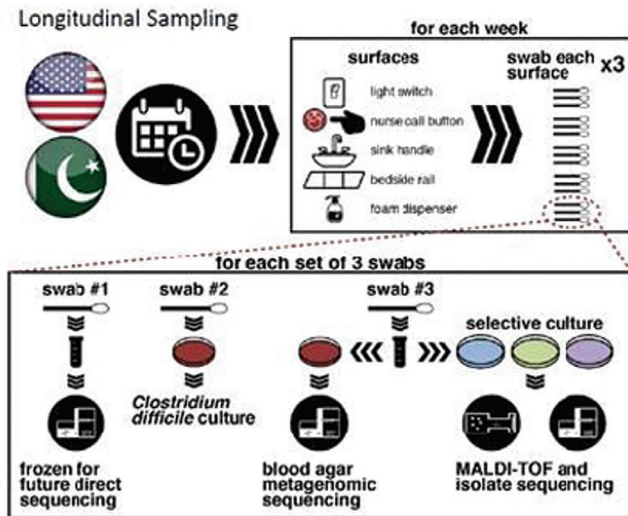 Longitudinal Sampling
for each week
surfaces
swab each
surface x3
light switch
nurse call button
sink handle
bedside rail
foam dispenser
for each set of 3 swabs
swab #1
swab #2
swab #3
selective culture
Clostridium
difficile culture
frozen for
future direct
sequencing
blood agar
metagenomic
sequencing
MALDI-TOF and
isolate sequencing